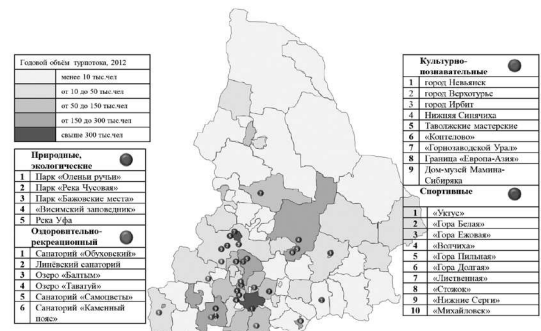 Годовой объём турпотока, 2012
менее 10 тыс.чел
от 10 до 50 тыс.чел
от 50 до 150 тыс.чел
от 150 до 300 тыс.чел
свыше 300 тыс.чел
Природные,
экологические
1 Парк «Оленьи ручьи»
2 Парк «Река Чусовая»
3 Парк «Бажовские места»
4 «Висимский заповедник»
5 Река Уфа
Оздоровительно-
рекреационный
1 Санаторий «Обуховский»
2 Липёвский санаторий
3 Озеро «Балтым»
4 Озеро «Таватуй»
5 Санаторий «Самоцветы»
6 Санаторий «Каменный
пояс»
Культурно-
познавательные
1 город Невьянск
2 город Верхотурье
3 город Ирбит
4 Нижняя Синячиха
5 Таволжские мастерские
6 «Коптелово»
7 «Горнозаводской Урал»
8 Граница «Европа-Азия»
9 Дом-музей Мамина-
Сибиряка
Спортивные
1 «Уктус»
2 «Гора Белая»
3 «Гора Ежовая»
4 «Волчиха»
5 «Гора Пильная»
6 «Гора Долгая»
7 «Лиственная»
8 «Стожок»
9 «Нижние Серги»
10 «Михайловск»